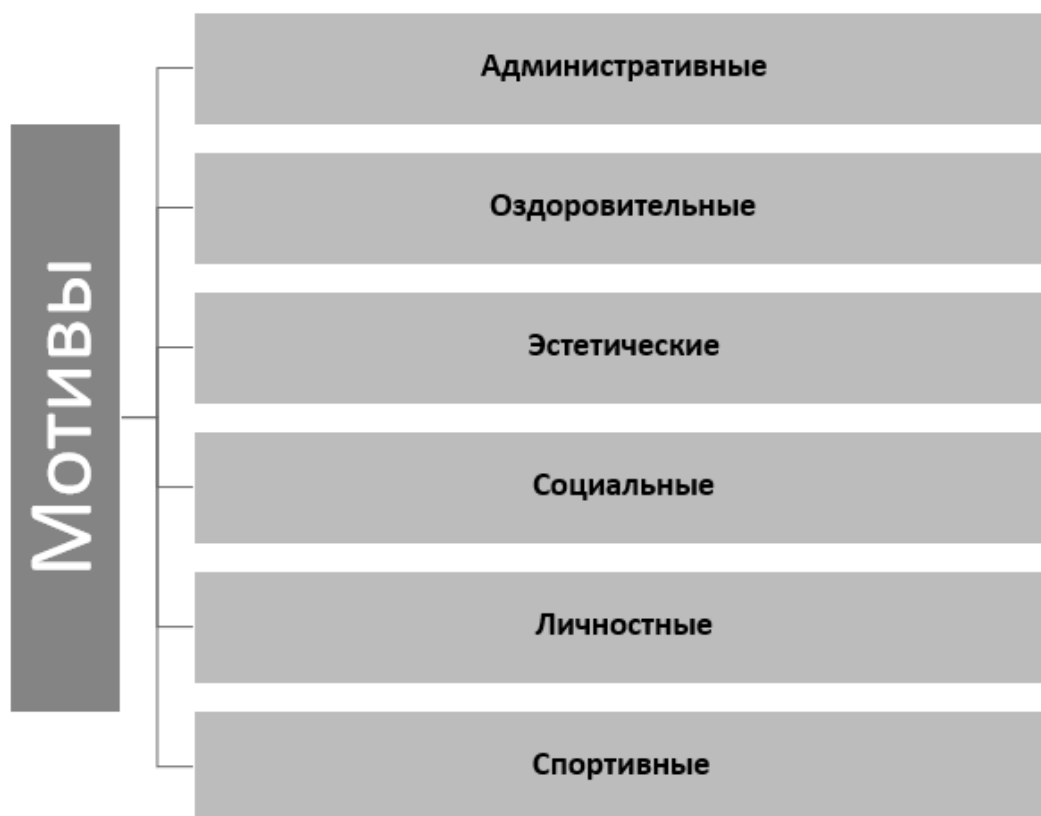 Мотивы
Административные
Оздоровительные
Эстетические
Социальные
Личностные
Спортивные